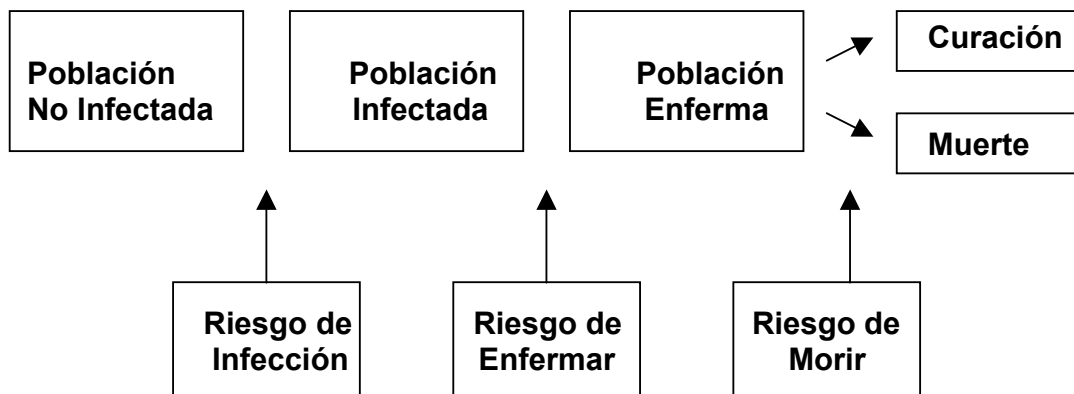 Población
No Infectada
Población
Infectada
Población
Enferma
Curación
Muerte
Riesgo de
Infección
Riesgo de
Enfermar
Riesgo de
Morir